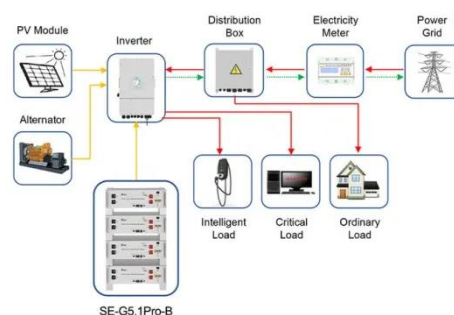 PV Module
Inverter
Distribution
Box
Electricity
Meter
Power
Grid
Alternator
Intelligent
Load
Critical
Load
Ordinary
Load
SE-G5.1Pro-B